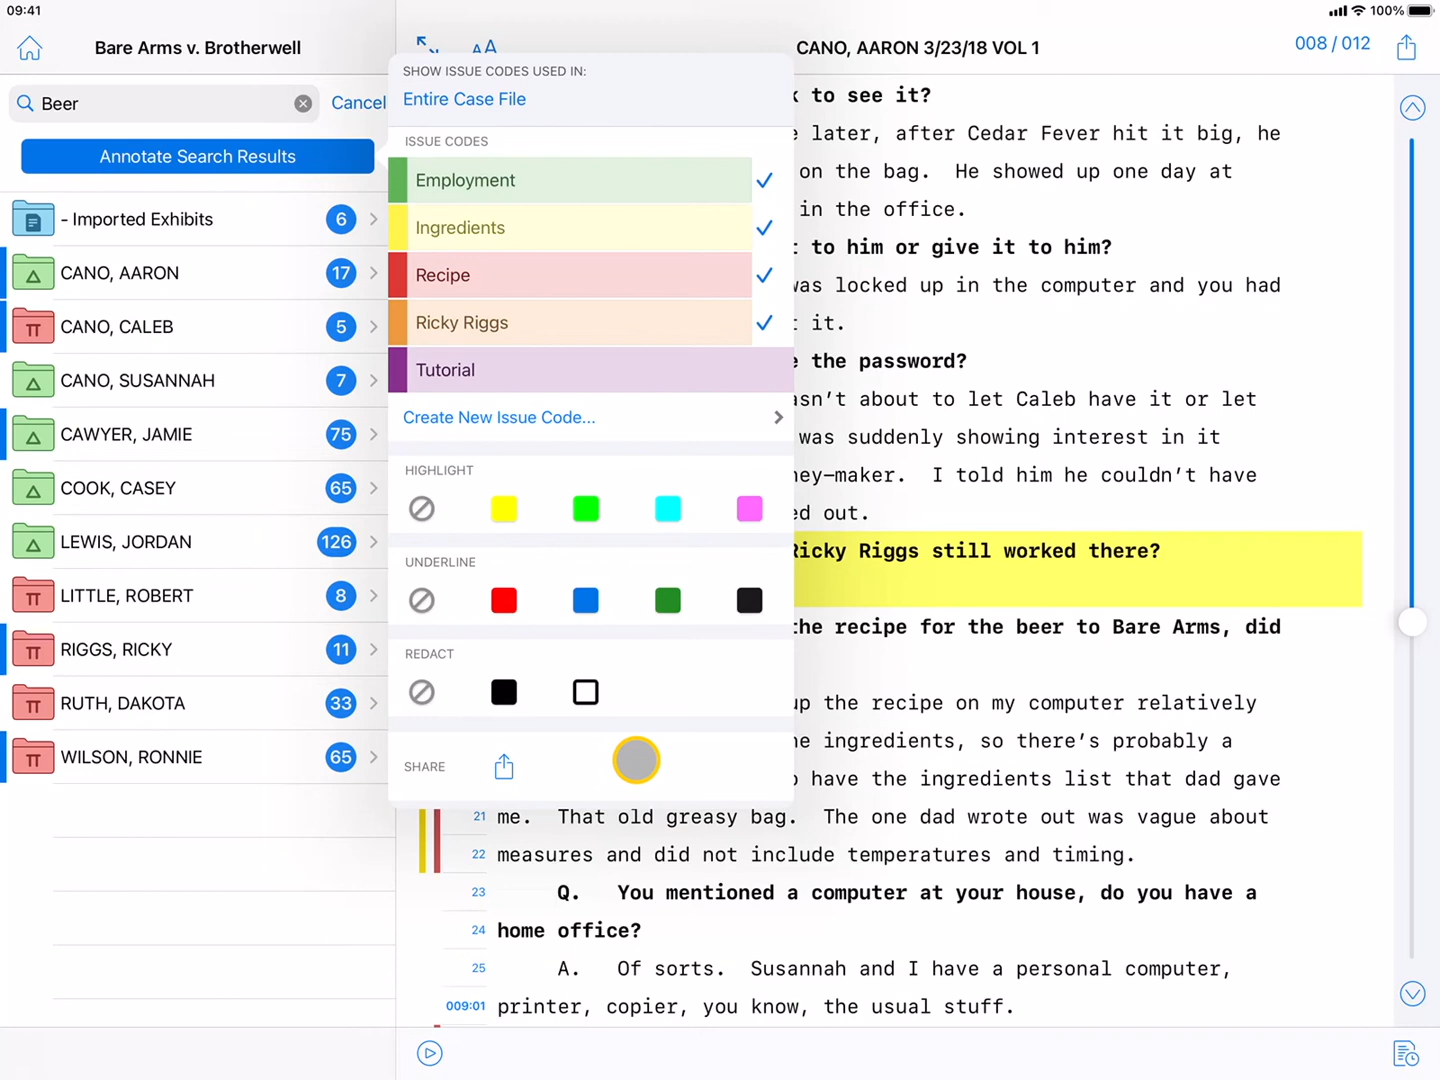 09:41
100%
Bare Arms v. Brotherwell
AA
CANO, AARON 3/23/18 VOL 1
008 / 012
Beer
Cancel
Annotate Search Results
- Imported Exhibits
6
CANO, AARON
17
CANO, CALEB
5
CANO, SUSANNAH
7
CAWYER, JAMIE
75
COOK, CASEY
65
LEWIS, JORDAN
126
LITTLE, ROBERT
8
RIGGS, RICKY
11
RUTH, DAKOTA
33
WILSON, RONNIE
65
SHOW ISSUE CODES USED IN:
Entire Case File
ISSUE CODES
Employment
Ingredients
Recipe
Ricky Riggs
Tutorial
Create New Issue Code...
HIGHLIGHT
UNDERLINE
REDACT
SHARE
to see it?
later, after Cedar Fever hit it big, he
on the bag. He showed up one day at
in the office.
to him or give it to him?
was locked up in the computer and you had
it.
the password?
wasn't about to let Caleb have it or let
was suddenly showing interest in it
ney-maker. I told him he couldn't have
ed out.
Ricky Riggs still worked there?
the recipe for the beer to Bare Arms, did
up the recipe on my computer relatively
ingredients, so there's probably a
have the ingredients list that dad gave
21 me. That old greasy bag. The one dad wrote out was vague about
22 measures and did not include temperatures and timing.
23 Q. You mentioned a computer at your house, do you have a
24 home office?
25 A. Of sorts. Susannah and I have a personal computer,
009:01 printer, copier, you know, the usual stuff.